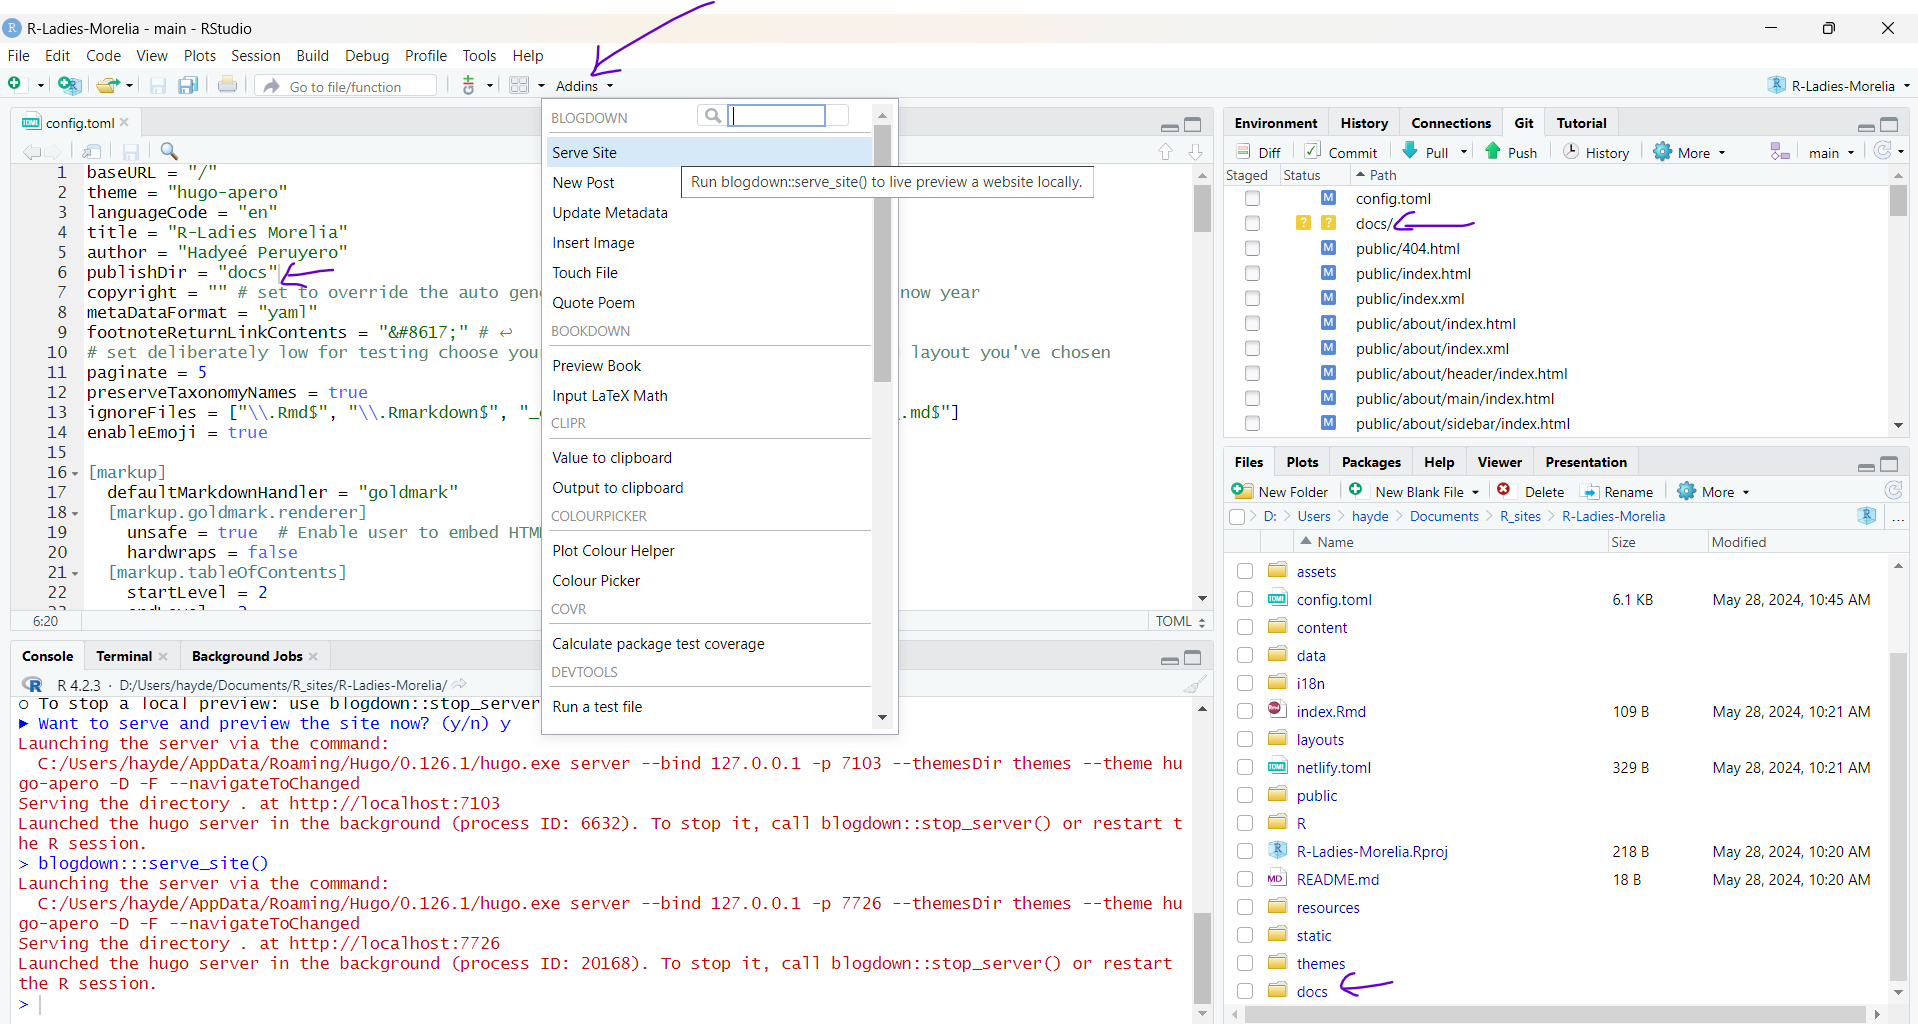 R-Ladies-Morelia - main - RStudio
File Edit Code View Plots Session Build Debug Profile Tools Help
Go to file/function Addins R-Ladies-Morelia
config.toml
1 baseURL = "/"
2 theme = "hugo-apero"
3 languageCode = "en"
4 title = "R-Ladies Morelia"
5 author = "Hadyeé Peruyero"
6 publishDir = "docs"
7 copyright = "" # set to override the auto gen now year
8 metaDataFormat = "yaml"
9 footnoteReturnLinkContents = "&#8617;" # ↩
10 # set deliberately low for testing choose you layout you've chosen
11 paginate = 5
12 preserveTaxonomyNames = true
13 ignoreFiles = ["\\.Rmd$", "\\.Rmarkdown$", "_ .md$"]
14 enableEmoji = true
15
16 [markup]
17 defaultMarkdownHandler = "goldmark"
18 [markup.goldmark.renderer]
19 unsafe = true # Enable user to embed HTM
20 hardwraps = false
21 [markup.tableOfContents]
22 startLevel = 2
6:20 TOML
BLOGDOWN
Serve Site
Run blogdown::serve_site() to live preview a website locally.
New Post
Update Metadata
Insert Image
Touch File
Quote Poem
BOOKDOWN
Preview Book
Input LaTeX Math
CLIPR
Value to clipboard
Output to clipboard
COLOURPICKER
Plot Colour Helper
Colour Picker
COVR
Calculate package test coverage
DEVTOOLS
Run a test file
Console Terminal Background Jobs
R 4.2.3 · D:/Users/hayde/Documents/R_sites/R-Ladies-Morelia/
o To stop a local preview: use blogdown::stop_server
▶ Want to serve and preview the site now? (y/n) y
Launching the server via the command:
C:/Users/hayde/AppData/Roaming/Hugo/0.126.1/hugo.exe server --bind 127.0.0.1 -p 7103 --themesDir themes --theme hu
go-apero -D -F --navigateToChanged
Serving the directory . at http://localhost:7103
Launched the hugo server in the background (process ID: 6632). To stop it, call blogdown::stop_server() or restart t
he R session.
> blogdown:::serve_site()
Launching the server via the command:
C:/Users/hayde/AppData/Roaming/Hugo/0.126.1/hugo.exe server --bind 127.0.0.1 -p 7726 --themesDir themes --theme hu
go-apero -D -F --navigateToChanged
Serving the directory . at http://localhost:7726
Launched the hugo server in the background (process ID: 20168). To stop it, call blogdown::stop_server() or restart
the R session.
>
Environment History Connections Git Tutorial
Diff Commit Pull Push History More main
Staged Status Path
M config.toml
? ? docs/
M public/404.html
M public/index.html
M public/index.xml
M public/about/index.html
M public/about/index.xml
M public/about/header/index.html
M public/about/main/index.html
M public/about/sidebar/index.html
Files Plots Packages Help Viewer Presentation
New Folder New Blank File Delete Rename More
D: > Users > hayde > Documents > R_sites > R-Ladies-Morelia ...
Name Size Modified
assets
config.toml 6.1 KB May 28, 2024, 10:45 AM
content
data
i18n
index.Rmd 109 B May 28, 2024, 10:21 AM
layouts
netlify.toml 329 B May 28, 2024, 10:21 AM
public
R
R-Ladies-Morelia.Rproj 218 B May 28, 2024, 10:20 AM
README.md 18 B May 28, 2024, 10:20 AM
resources
static
themes
docs